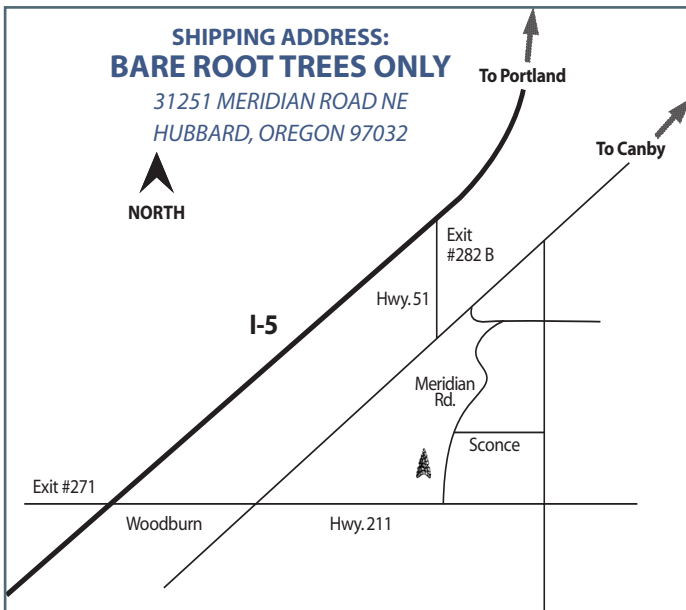 SHIPPING ADDRESS:
BARE ROOT TREES ONLY
31251 MERIDIAN ROAD NE
HUBBARD, OREGON 97032
To Portland
To Canby
NORTH
Exit
#282 B
Hwy. 51
I-5
Meridian
Rd.
Sconce
Exit #271
Woodburn
Hwy. 211